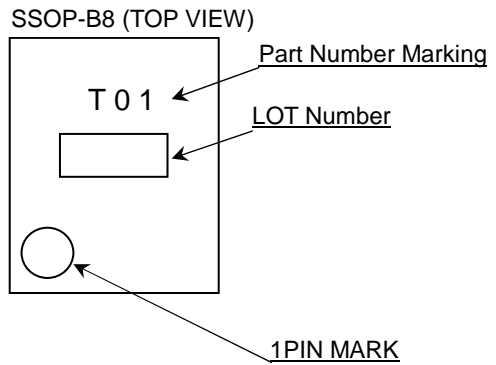 SSOP-B8 (TOP VIEW)
Part Number Marking
T 0 1
LOT Number
1PIN MARK